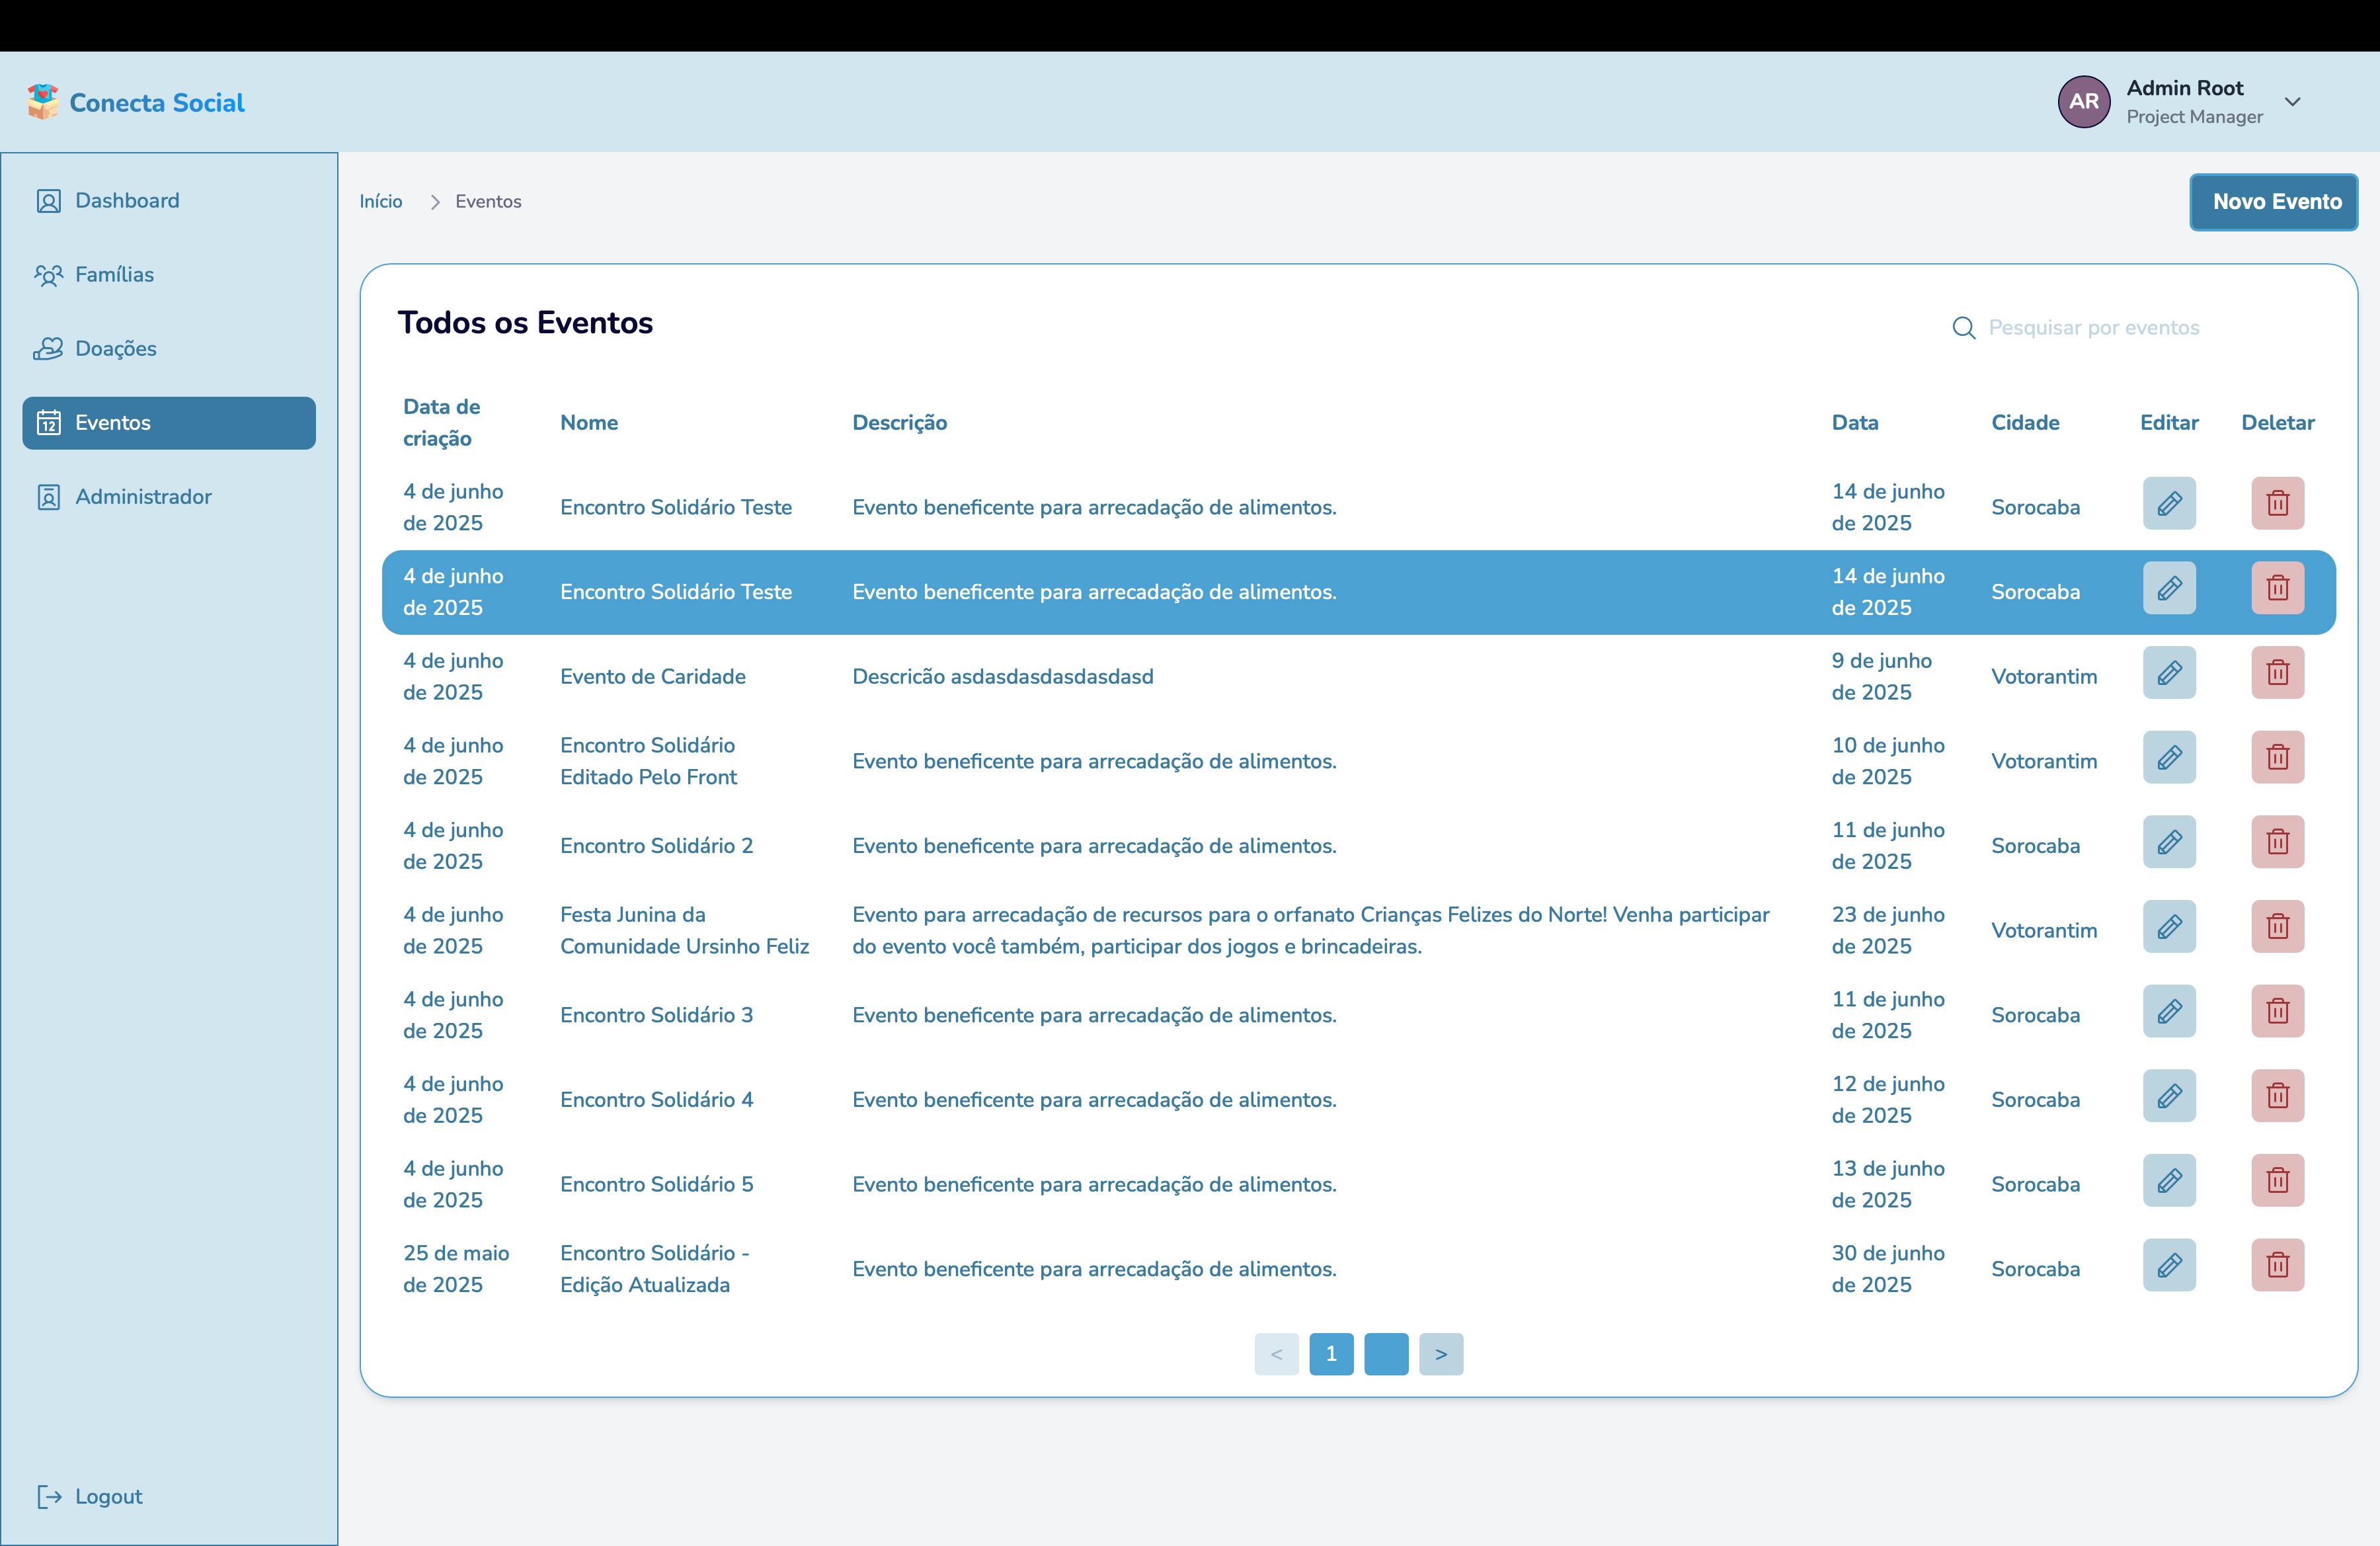 Conecta Social
AR
Admin Root
Project Manager
Dashboard
Famílias
Doações
12
Eventos
Administrador
Logout
Início > Eventos
Novo Evento
Todos os Eventos
Pesquisar por eventos
Data de
criação
Nome
Descrição
Data
Cidade
Editar
Deletar
4 de junho
de 2025
Encontro Solidário Teste
Evento beneficente para arrecadação de alimentos.
14 de junho
de 2025
Sorocaba
4 de junho
de 2025
Encontro Solidário Teste
Evento beneficente para arrecadação de alimentos.
14 de junho
de 2025
Sorocaba
4 de junho
de 2025
Evento de Caridade
Descricão asdasdasdasdasdasd
9 de junho
de 2025
Votorantim
4 de junho
de 2025
Encontro Solidário
Editado Pelo Front
Evento beneficente para arrecadação de alimentos.
10 de junho
de 2025
Votorantim
4 de junho
de 2025
Encontro Solidário 2
Evento beneficente para arrecadação de alimentos.
11 de junho
de 2025
Sorocaba
4 de junho
de 2025
Festa Junina da
Comunidade Ursinho Feliz
Evento para arrecadação de recursos para o orfanato Crianças Felizes do Norte! Venha participar
do evento você também, participar dos jogos e brincadeiras.
23 de junho
de 2025
Votorantim
4 de junho
de 2025
Encontro Solidário 3
Evento beneficente para arrecadação de alimentos.
11 de junho
de 2025
Sorocaba
4 de junho
de 2025
Encontro Solidário 4
Evento beneficente para arrecadação de alimentos.
12 de junho
de 2025
Sorocaba
4 de junho
de 2025
Encontro Solidário 5
Evento beneficente para arrecadação de alimentos.
13 de junho
de 2025
Sorocaba
25 de maio
de 2025
Encontro Solidário -
Edição Atualizada
Evento beneficente para arrecadação de alimentos.
30 de junho
de 2025
Sorocaba
< 1 >